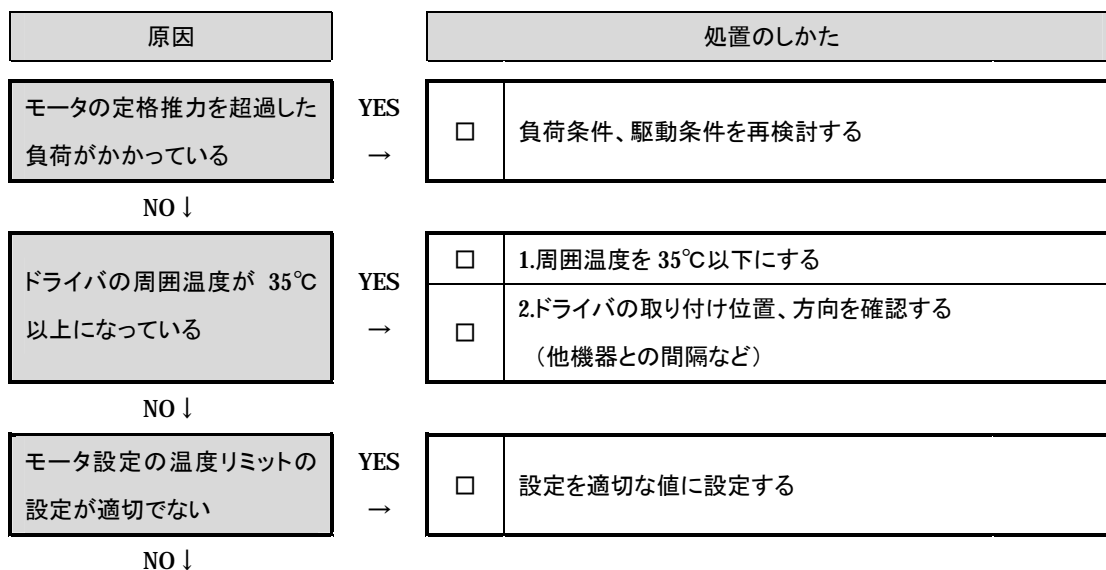 原因
処置のしかた
モータの定格推力を超過した
負荷がかかっている
YES
→
□
負荷条件、駆動条件を再検討する
NO↓
ドライバの周囲温度が 35℃
以上になっている
YES
→
□
1.周囲温度を 35℃以下にする
□
2.ドライバの取り付け位置、方向を確認する
（他機器との間隔など）
NO↓
モータ設定の温度リミットの
設定が適切でない
YES
→
□
設定を適切な値に設定する
NO↓